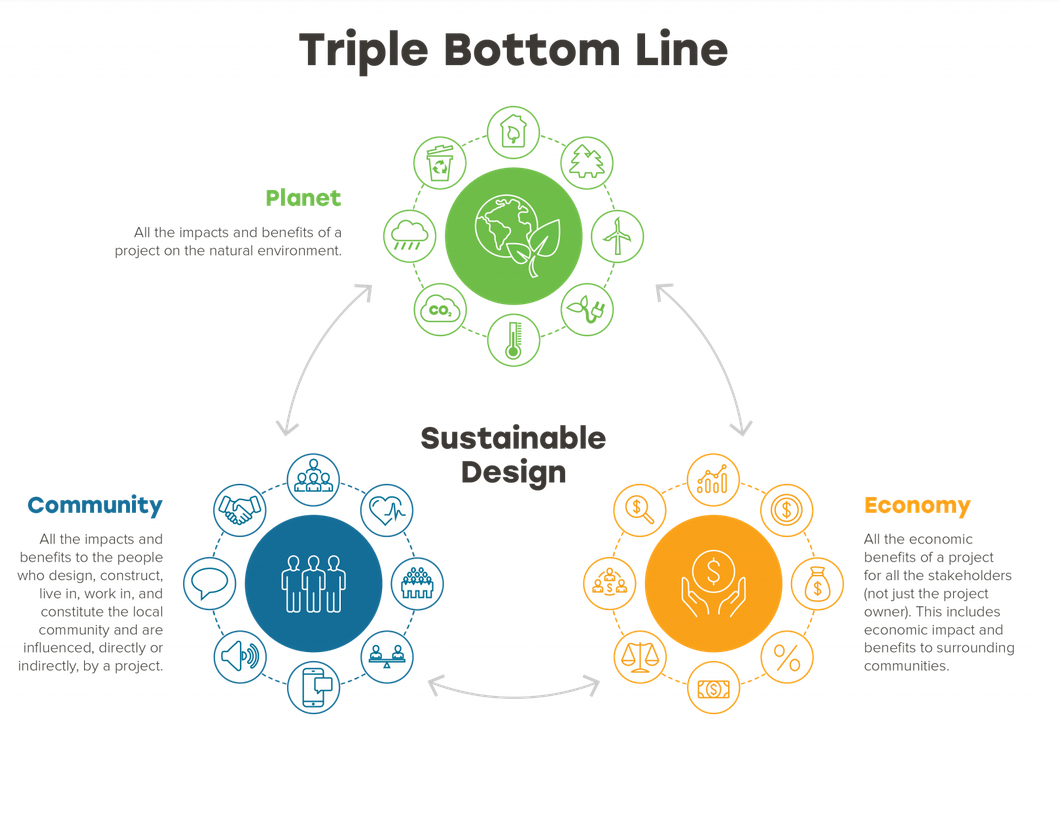 Triple Bottom Line
Planet
All the impacts and benefits of a
project on the natural environment.
CO₂
Sustainable
Design
Community
All the impacts and
benefits to the people
who design, construct,
live in, work in, and
constitute the local
community and are
influenced, directly or
indirectly, by a project.
Economy
All the economic
benefits of a project
for all the stakeholders
(not just the project
owner). This includes
economic impact and
benefits to surrounding
communities.
$
$
$
$
$
%
$